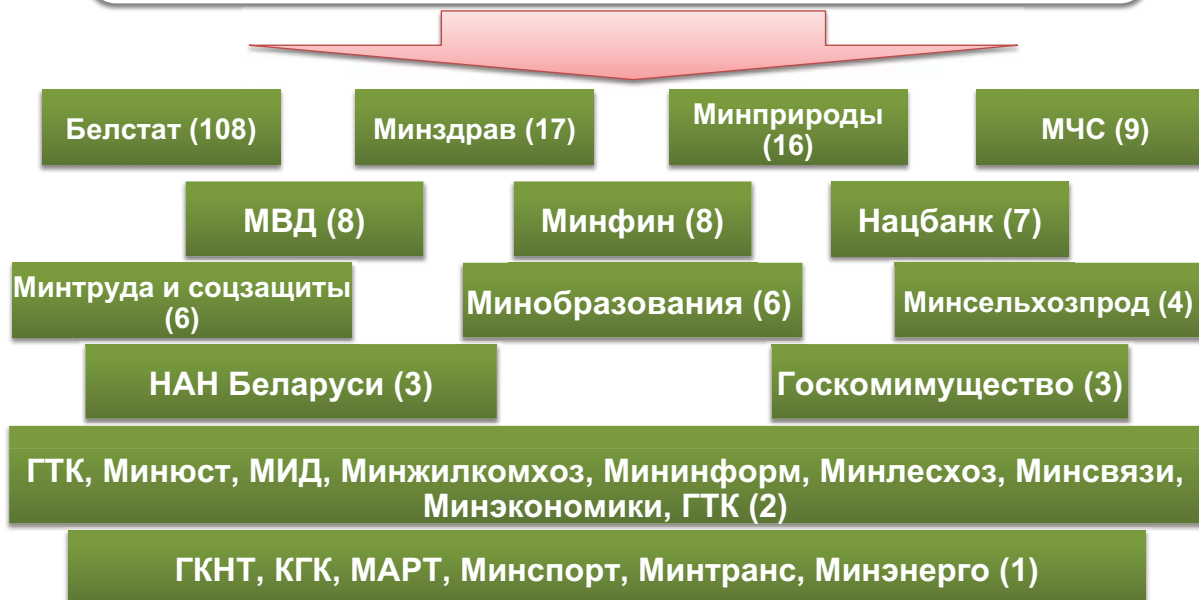 Белстат (108)
Минздрав (17)
Минприроды
(16)
МЧС (9)
МВД (8)
Минфин (8)
Нацбанк (7)
Минтруда и соцзащиты
(6)
Минобразования (6)
Минсельхозпрод (4)
НАН Беларуси (3)
Госкомимущество (3)
ГТК, Минюст, МИД, Минжилкомхоз, Мининформ, Минлесхоз, Минсвязи,
Минэкономики, ГТК (2)
ГКНТ, КГК, МАРТ, Минспорт, Минтранс, Минэнерго (1)